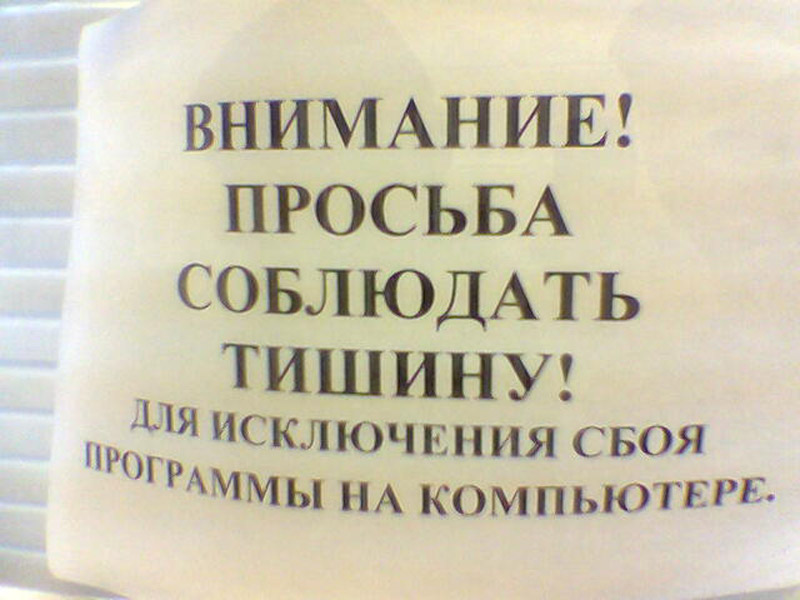 ВНИМАНИЕ!
ПРОСЬБА
СОБЛЮДАТЬ
ТИШИНУ!
ДЛЯ ИСКЛЮЧЕНИЯ СБОЯ
ПРОГРАММЫ НА КОМПЬЮТЕРЕ.